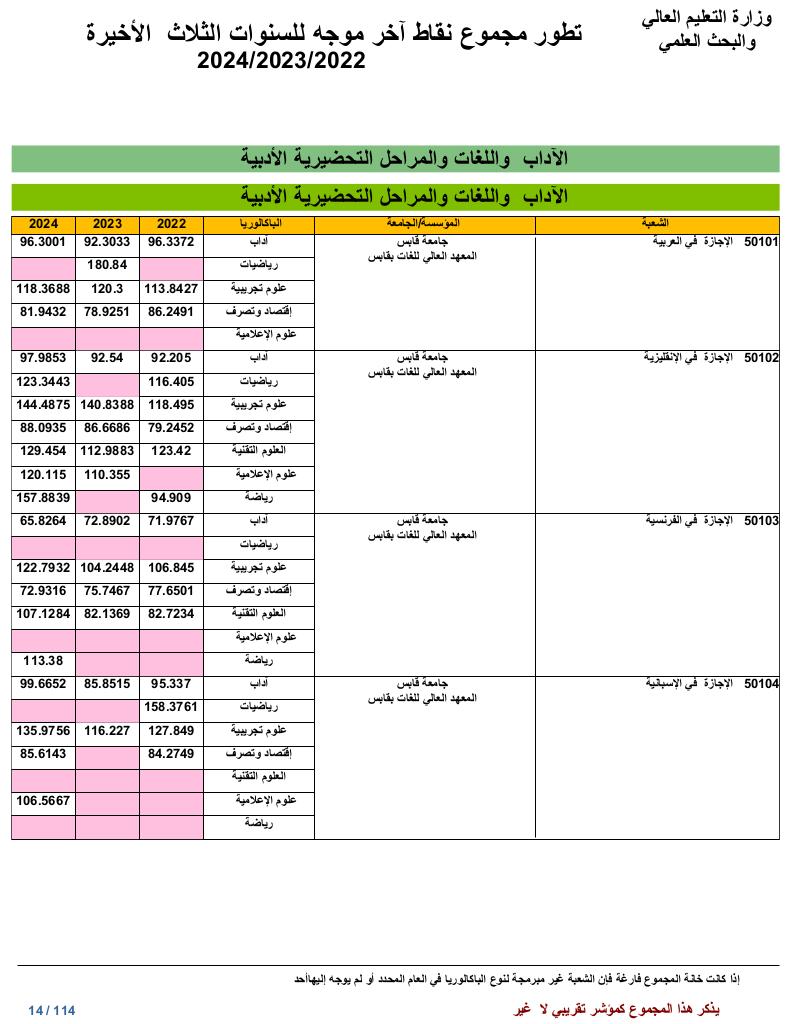 وزارة التعليم العالي
والبحث العلمي
تطور مجموع نقاط آخر موجه للسنوات الثلاث الأخيرة
2024/2023/2022
الآداب واللغات والمراحل التحضيرية الأدبية
الآداب واللغات والمراحل التحضيرية الأدبية
الشعبة المؤسسة/الجامعة الباكالوريا 2022 2023 2024
50101 الإجازة في العربية جامعة قابس آداب 96.3372 92.3033 96.3001
المعهد العالي للغات بقابس
رياضيات 180.84
علوم تجريبية 113.8427 120.3 118.3688
إقتصاد وتصرف 86.2491 78.9251 81.9432
علوم الإعلامية
50102 الإجازة في الإنقليزية جامعة قابس آداب 92.205 92.54 97.9853
المعهد العالي للغات بقابس
رياضيات 116.405 123.3443
علوم تجريبية 118.495 140.8388 144.4875
إقتصاد وتصرف 79.2452 86.6686 88.0935
العلوم التقنية 123.42 112.9883 129.454
علوم الإعلامية 110.355 120.115
رياضة 94.909 157.8839
50103 الإجازة في الفرنسية جامعة قابس آداب 71.9767 72.8902 65.8264
المعهد العالي للغات بقابس
رياضيات
علوم تجريبية 106.845 104.2448 122.7932
إقتصاد وتصرف 77.6501 75.7467 72.9316
العلوم التقنية 82.7234 82.1369 107.1284
علوم الإعلامية
رياضة 113.38
50104 الإجازة في الإسبانية جامعة قابس آداب 95.337 85.8515 99.6652
المعهد العالي للغات بقابس
رياضيات 158.3761
علوم تجريبية 127.849 116.227 135.9756
إقتصاد وتصرف 84.2749 85.6143
العلوم التقنية
علوم الإعلامية 106.5667
رياضة
إذا كانت خانة المجموع فارغة فإن الشعبة غير مبرمجة لنوع الباكالوريا في العام المحدد أو لم يوجه إليهاأحد
يذكر هذا المجموع كمؤشر تقريبي لا غير
14 / 114